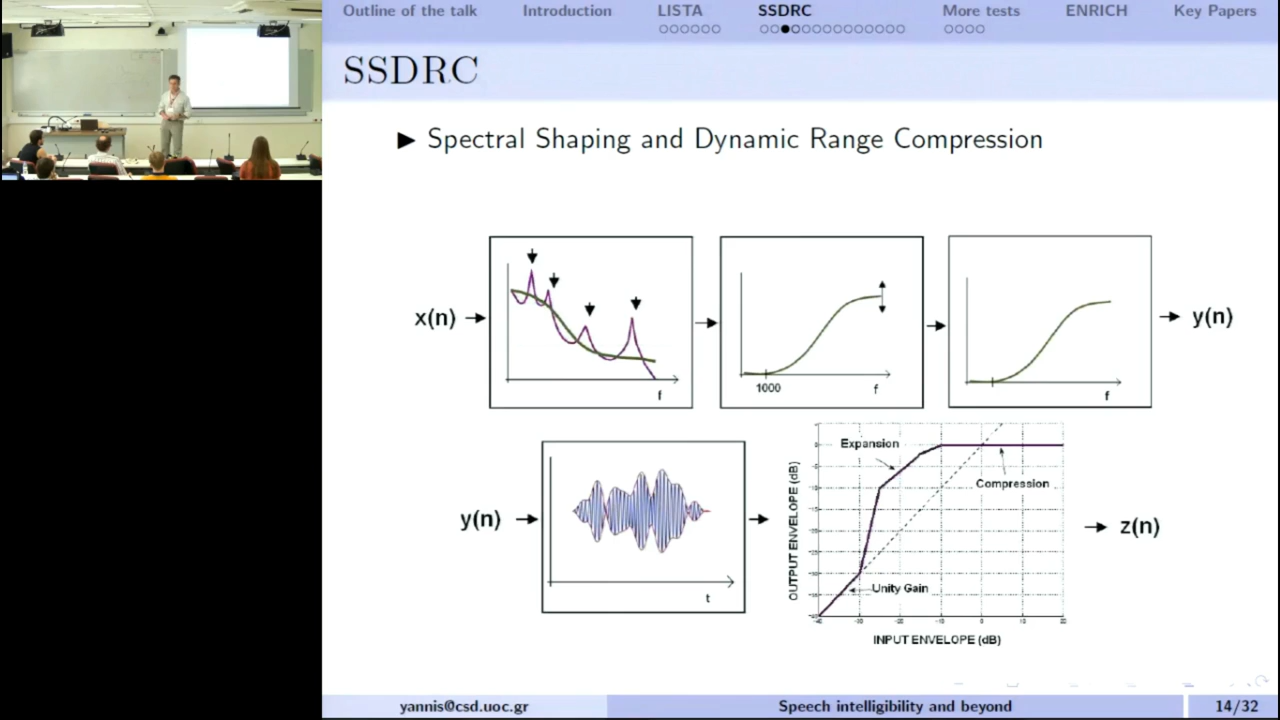 Outline of the talk Introduction LISTA SSDRC More tests ENRICH Key Papers
SSDRC
Spectral Shaping and Dynamic Range Compression
x(n)
f
1000
f
f
y(n)
y(n)
t
OUTPUT ENVELOPE (dB)
Expansion
Compression
Unity Gain
INPUT ENVELOPE (dB)
z(n)
yannis@csd.uoc.gr Speech intelligibility and beyond 14/32